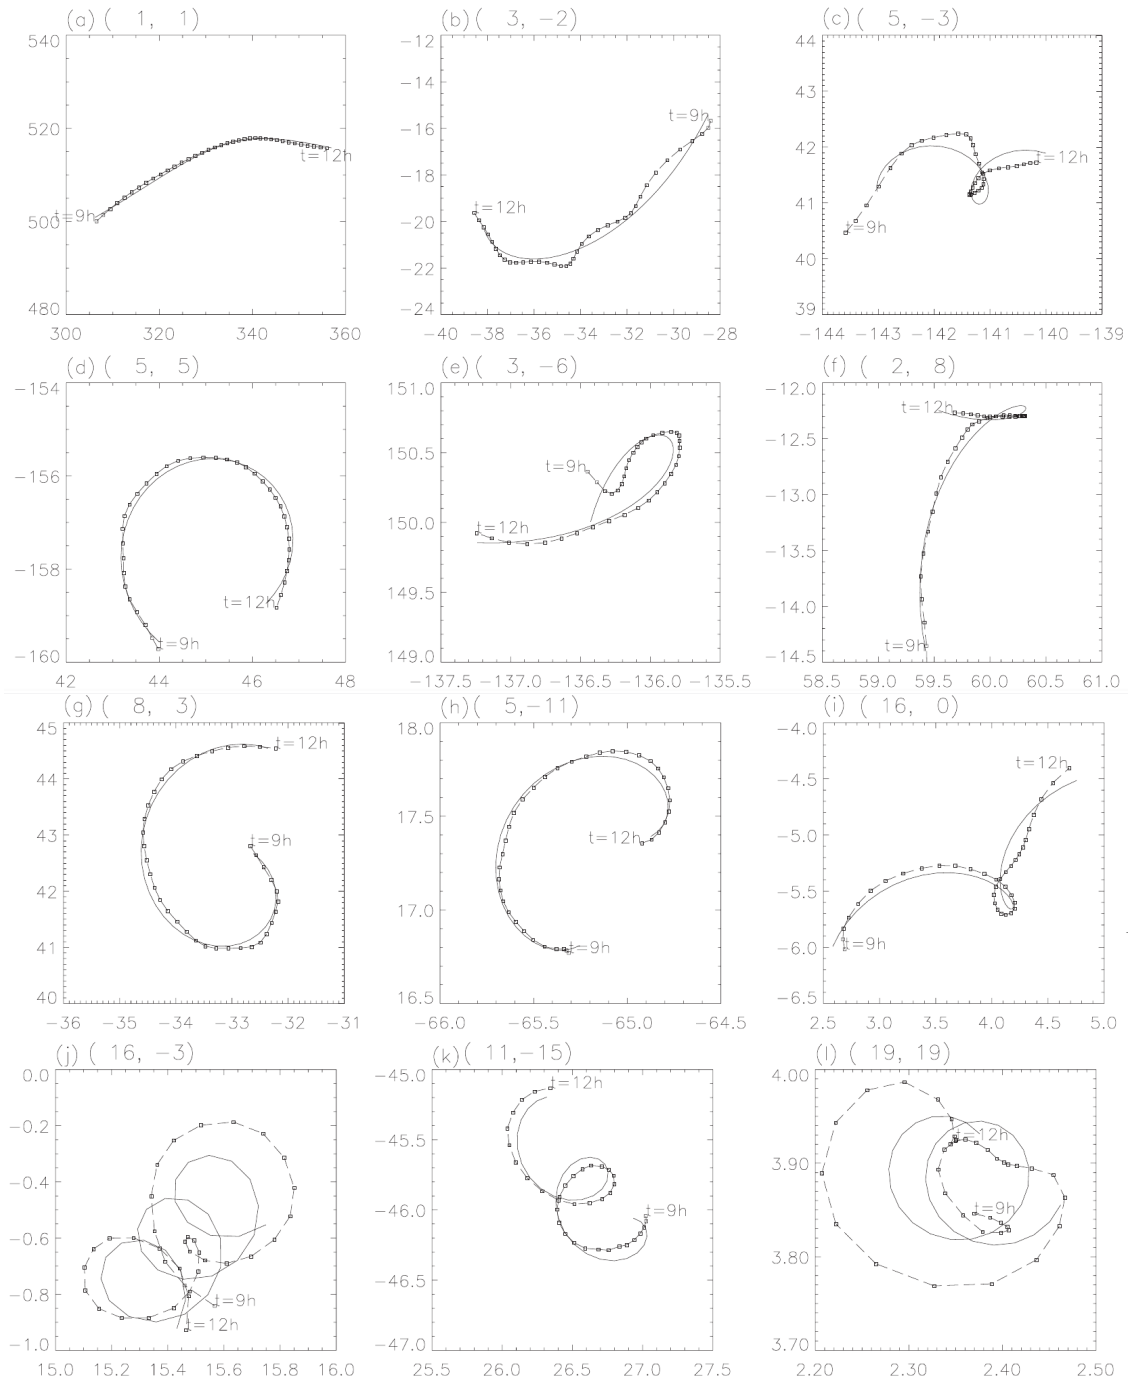 (a) ( 1, 1) (b) ( 3, −2) (c) ( 5, −3)
540 −12 44
−14 43
520 −16 t=9h 42 t=12h
t=12h −18
500 t=9h −20 t=12h 41
−22 40 t=9h
480 −24 39
300 320 340 360 −40 −38 −36 −34 −32 −30 −28 −144 −143 −142 −141 −140 −139
(d) ( 5, 5) (e) ( 3, −6) (f) ( 2, 8)
−154 151.0 −12.0
t=12h
−156 150.5 t=9h −12.5
−13.0
150.0 t=12h
−158 −13.5
t=12h 149.5 −14.0
t=9h t=9h
−160 149.0 −14.5
42 44 46 48 −137.5 −137.0 −136.5 −136.0 −135.5 58.5 59.0 59.5 60.0 60.5 61.0
(g) ( 8, 3) (h) ( 5,−11) (i) ( 16, 0)
45 18.0 −4.0
t=12h
44 17.5 −4.5 t=12h
43 t=9h t=12h −5.0
42 17.0 −5.5
41 t=9h −6.0 t=9h
40 16.5 −6.5
−36 −35 −34 −33 −32 −31 −66.0 −65.5 −65.0 −64.5 2.5 3.0 3.5 4.0 4.5 5.0
(j) ( 16, −3) (k) ( 11,−15) (l) ( 19, 19)
0.0 −45.0 t=12h 4.00
−0.2 −45.5 t=12h
−0.4 3.90
−0.6 −46.0 t=9h t=9h
−0.8 t=9h −46.5 3.80
t=12h
−1.0 −47.0 3.70
15.0 15.2 15.4 15.6 15.8 16.0 25.5 26.0 26.5 27.0 27.5 2.20 2.30 2.40 2.50